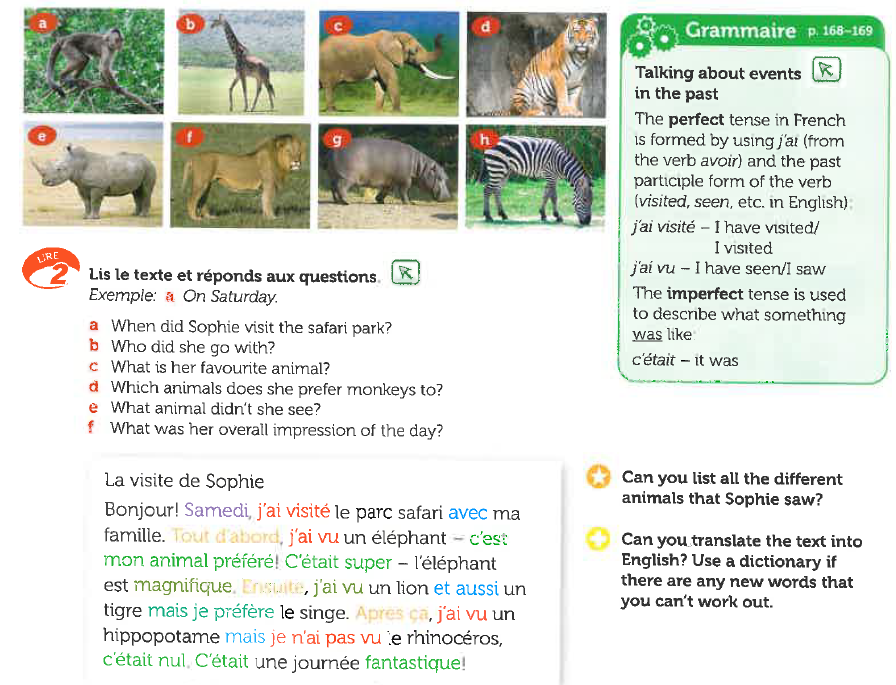 a
b
c
d
e
f
g
h
Grammaire p. 168–169
Talking about events
in the past
The perfect tense in French
is formed by using j'ai (from
the verb avoir) and the past
participle form of the verb
(visited, seen, etc. in English):
j'ai visité – I have visited/
I visited
j'ai vu – I have seen/I saw
The imperfect tense is used
to describe what something
was like:
c'était – it was
LIRE
2
Lis le texte et réponds aux questions.
Exemple: a On Saturday.
a When did Sophie visit the safari park?
b Who did she go with?
c What is her favourite animal?
d Which animals does she prefer monkeys to?
e What animal didn't she see?
f What was her overall impression of the day?
La visite de Sophie
Bonjour! Samedi, j'ai visité le parc safari avec ma
famille. Tout d'abord, j'ai vu un éléphant – c'est
mon animal préféré! C'était super – l'éléphant
est magnifique. Ensuite, j'ai vu un lion et aussi un
tigre mais je préfère le singe. Après ça, j'ai vu un
hippopotame mais je n'ai pas vu le rhinocéros,
c'était nul. C'était une journée fantastique!
Can you list all the different
animals that Sophie saw?
Can you translate the text into
English? Use a dictionary if
there are any new words that
you can't work out.